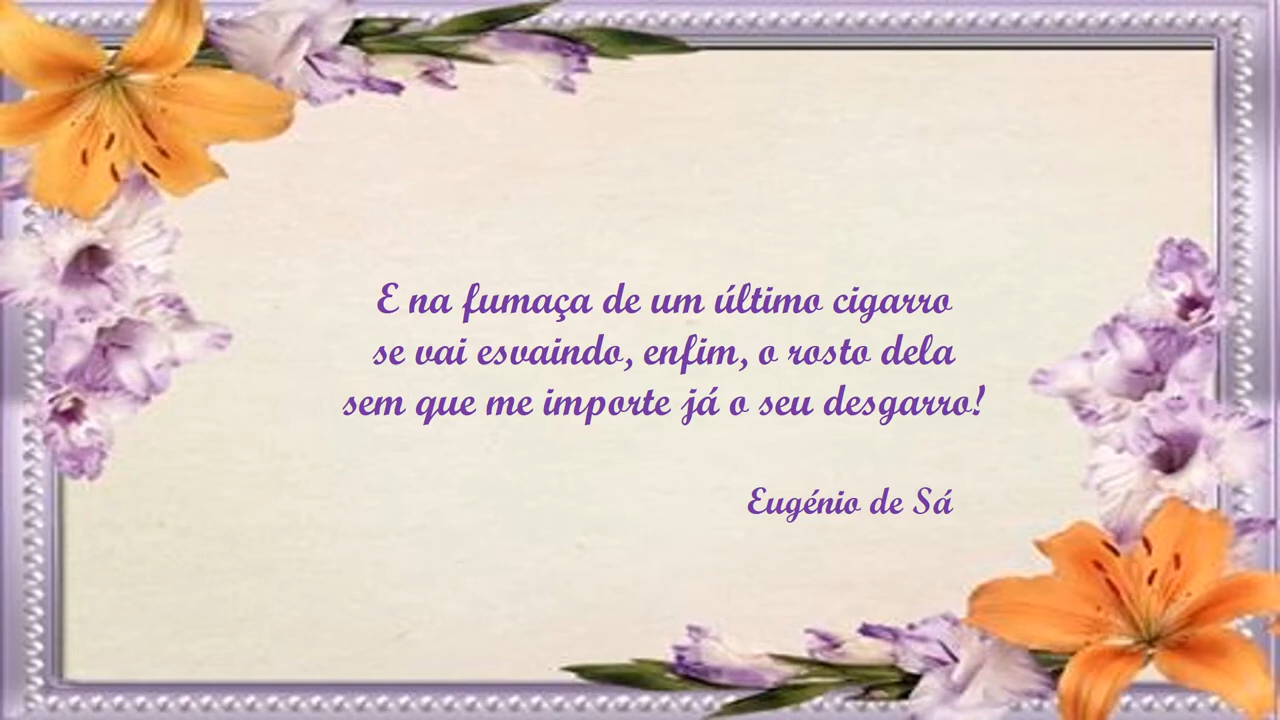 E na fumaça de um último cigarro
se vai esvaindo, enfim, o rosto dela
sem que me importe já o seu desgarro!
Eugénio de Sá